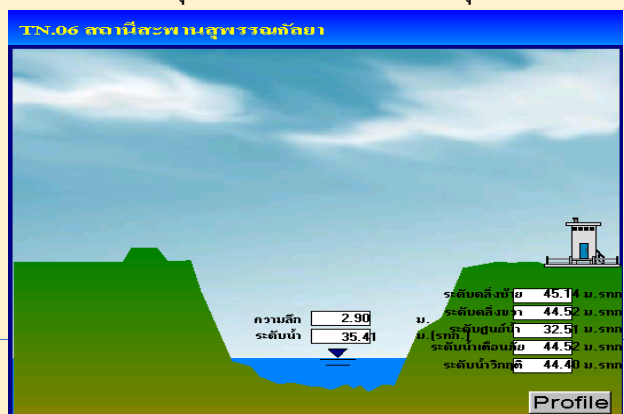 TN.06 สถานีสะพานสุพรรณกัลยา
ความลึก 2.90 ม.
ระดับน้ำ 35.41 ม.(รทก.)
ระดับตลิ่งซ้าย 45.14 ม.รทก
ระดับตลิ่งขวา 44.52 ม.รทก
ระดับศูนย์น้ำ 32.51 ม.รทก
ระดับน้ำเตือนภัย 44.52 ม.รทก
ระดับน้ำวิกฤติ 44.40 ม.รทก
Profile